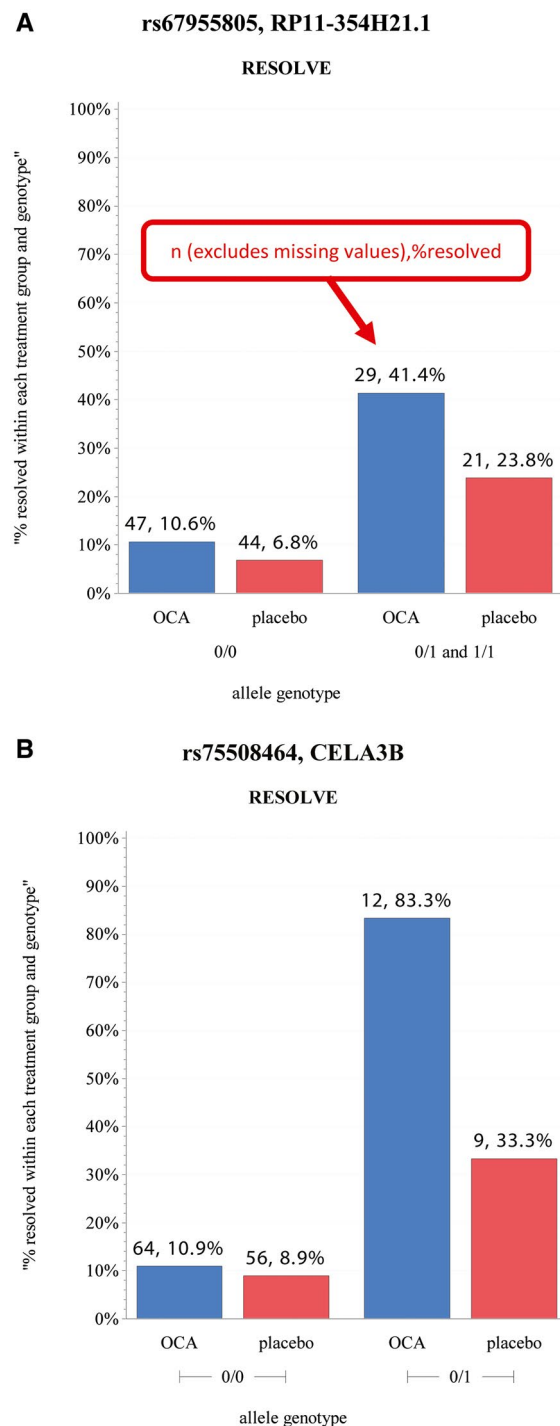 A
rs67955805, RP11-354H21.1
RESOLVE
"% resolved within each treatment group and genotype"
100%
90%
80%
70%
60%
50%
40%
30%
20%
10%
0%
n (excludes missing values),%resolved
47, 10.6%
44, 6.8%
29, 41.4%
21, 23.8%
OCA placebo OCA placebo
0/0 0/1 and 1/1
allele genotype
B
rs75508464, CELA3B
RESOLVE
"% resolved within each treatment group and genotype"
100%
90%
80%
70%
60%
50%
40%
30%
20%
10%
0%
64, 10.9%
56, 8.9%
12, 83.3%
9, 33.3%
OCA placebo OCA placebo
0/0 0/1
allele genotype